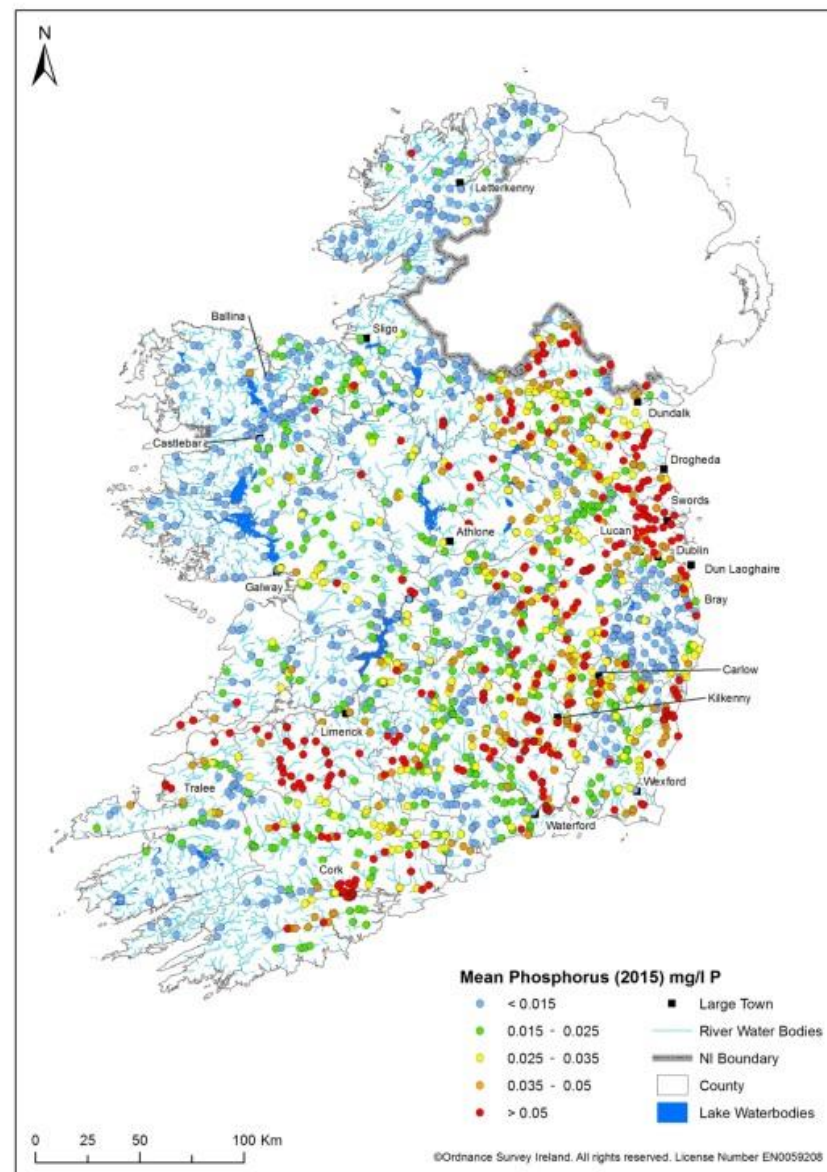 N
Letterkenny
Ballina
Sligo
Dundalk
Castlebar
Drogheda
Swords
Lucan
Athlone
Dublin
Dun Laoghaire
Galway
Bray
Carlow
Kilkenny
Limerick
Tralee
Wexford
Waterford
Cork
Mean Phosphorus (2015) mg/l P
< 0.015
0.015 - 0.025
0.025 - 0.035
0.035 - 0.05
> 0.05
Large Town
River Water Bodies
NI Boundary
County
Lake Waterbodies
0 25 50 100 Km
©Ordnance Survey Ireland. All rights reserved. License Number EN0059208